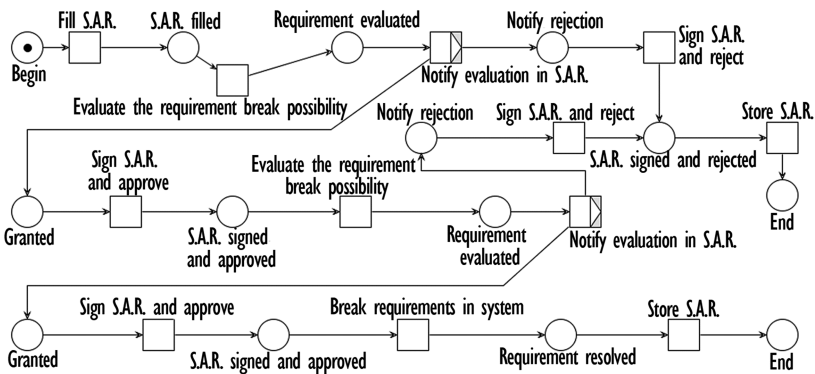 Fill S.A.R.
S.A.R. filled
Requirement evaluated
Notify rejection
Sign S.A.R.
and reject
Begin
Evaluate the requirement break possibility
Notify evaluation in S.A.R.
Notify rejection
Sign S.A.R. and reject
Store S.A.R.
S.A.R. signed and rejected
End
Sign S.A.R.
and approve
Evaluate the requirement
break possibility
Granted
S.A.R. signed
and approved
Requirement
evaluated
Notify evaluation in S.A.R.
Sign S.A.R. and approve
Break requirements in system
Store S.A.R.
Granted
S.A.R. signed and approved
Requirement resolved
End